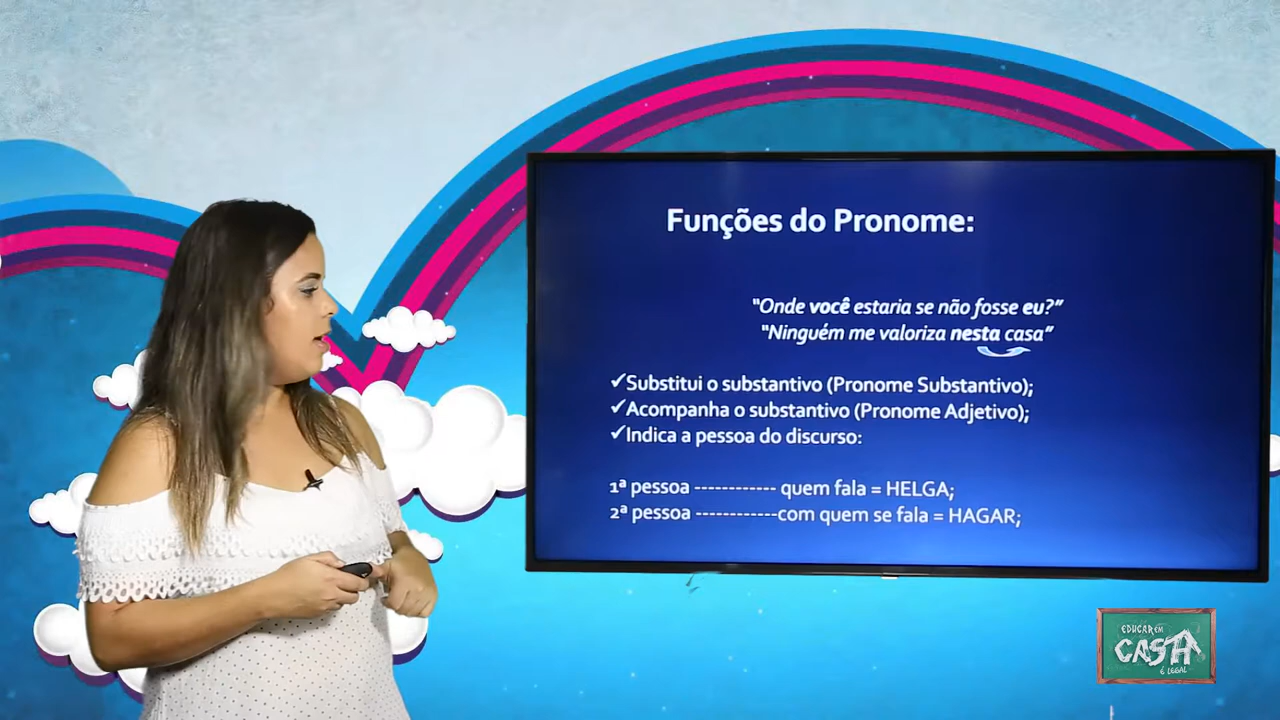 Funções do Pronome:
"Onde você estaria se não fosse eu?"
"Ninguém me valoriza nesta casa"
✓Substitui o substantivo (Pronome Substantivo);
✓Acompanha o substantivo (Pronome Adjetivo);
✓Indica a pessoa do discurso:
1ª pessoa ------------ quem fala = HELGA;
2ª pessoa ------------com quem se fala = HAGAR;
EDUCAR EM
CASA
É LEGAL